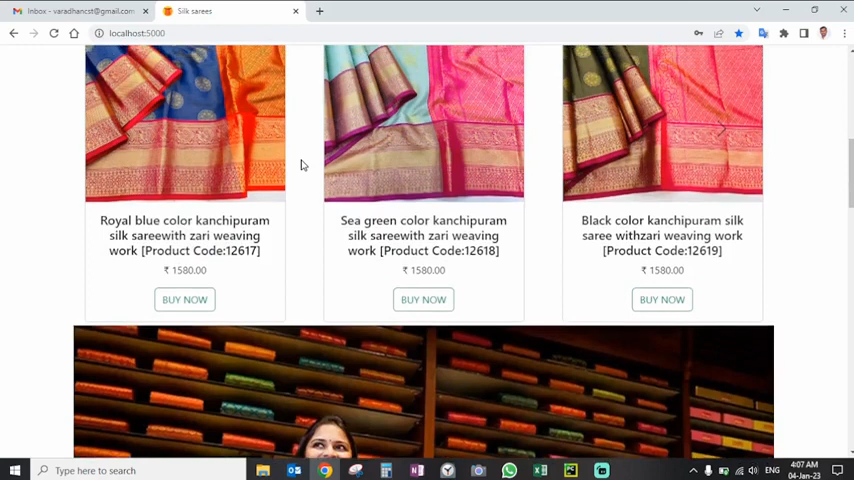 Inbox - varadhancst@gmail.com
Silk sarees
localhost:5000
Royal blue color kanchipuram
silk sareewith zari weaving
work [Product Code:12617]
₹ 1580.00
BUY NOW
Sea green color kanchipuram
silk sareewith zari weaving
work [Product Code:12618]
₹ 1580.00
BUY NOW
Black color kanchipuram silk
saree withzari weaving work
[Product Code:12619]
₹ 1580.00
BUY NOW
Type here to search
ENG
4:07 AM
04-Jan-23